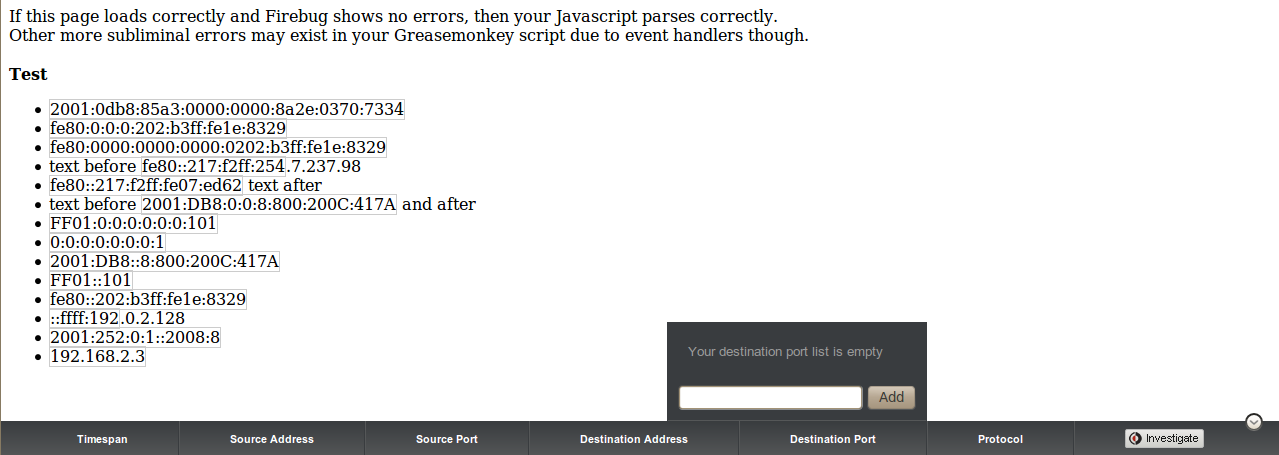 If this page loads correctly and Firebug shows no errors, then your Javascript parses correctly.
Other more subliminal errors may exist in your Greasemonkey script due to event handlers though.
Test
2001:0db8:85a3:0000:0000:8a2e:0370:7334
fe80:0:0:0:202:b3ff:fe1e:8329
fe80:0000:0000:0000:0202:b3ff:fe1e:8329
text before fe80::217:f2ff:254.7.237.98
fe80::217:f2ff:fe07:ed62 text after
text before 2001:DB8:0:0:8:800:200C:417A and after
FF01:0:0:0:0:0:0:101
0:0:0:0:0:0:0:1
2001:DB8::8:800:200C:417A
FF01::101
fe80::202:b3ff:fe1e:8329
::ffff:192.0.2.128
2001:252:0:1::2008:8
192.168.2.3
Your destination port list is empty
Add
Timespan Source Address Source Port Destination Address Destination Port Protocol Investigate